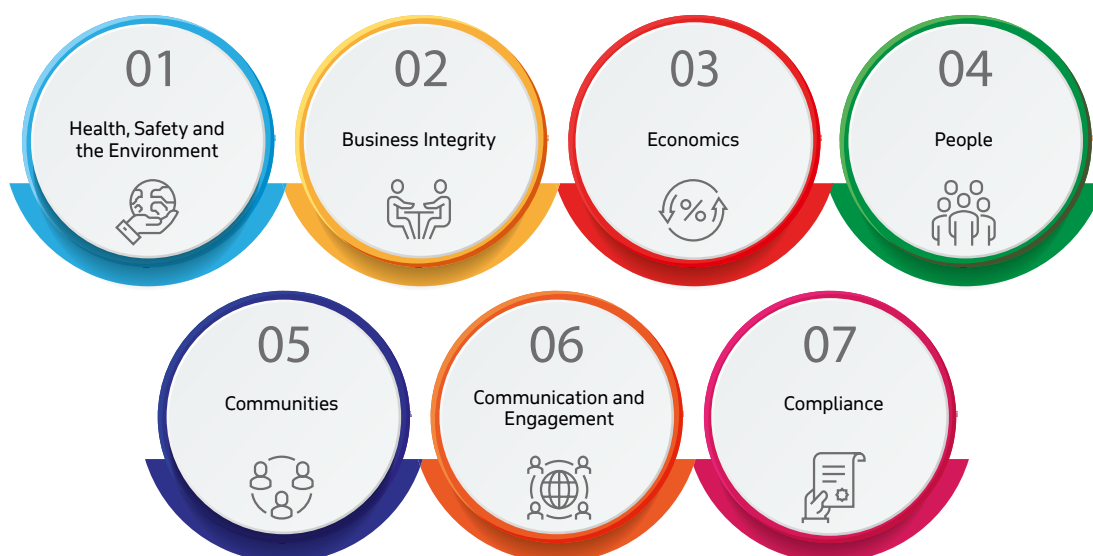 01
Health, Safety and
the Environment
02
Business Integrity
03
Economics
%
04
People
05
Communities
06
Communication and
Engagement
07
Compliance